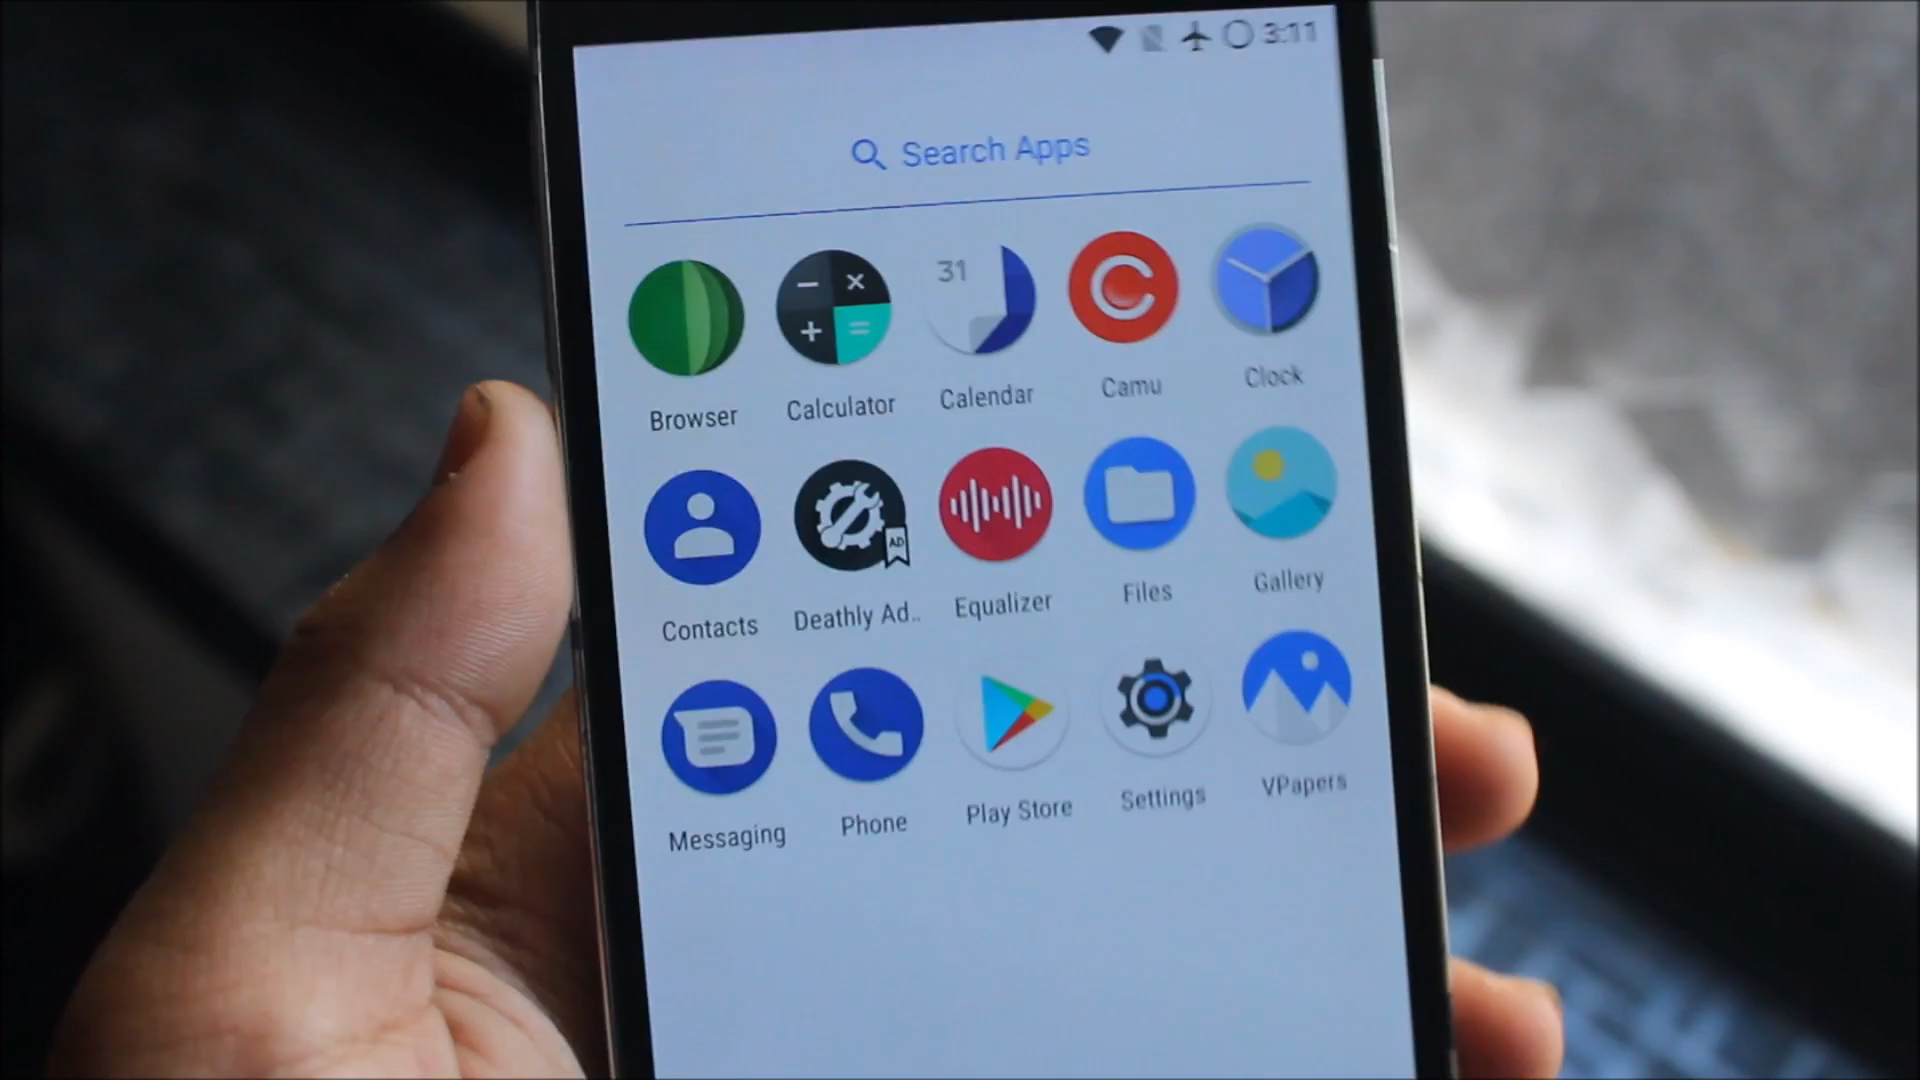 3:11
Search Apps
31
Browser Calculator Calendar Camu Clock
AD
Contacts Deathly Ad.. Equalizer Files Gallery
Messaging Phone Play Store Settings VPapers